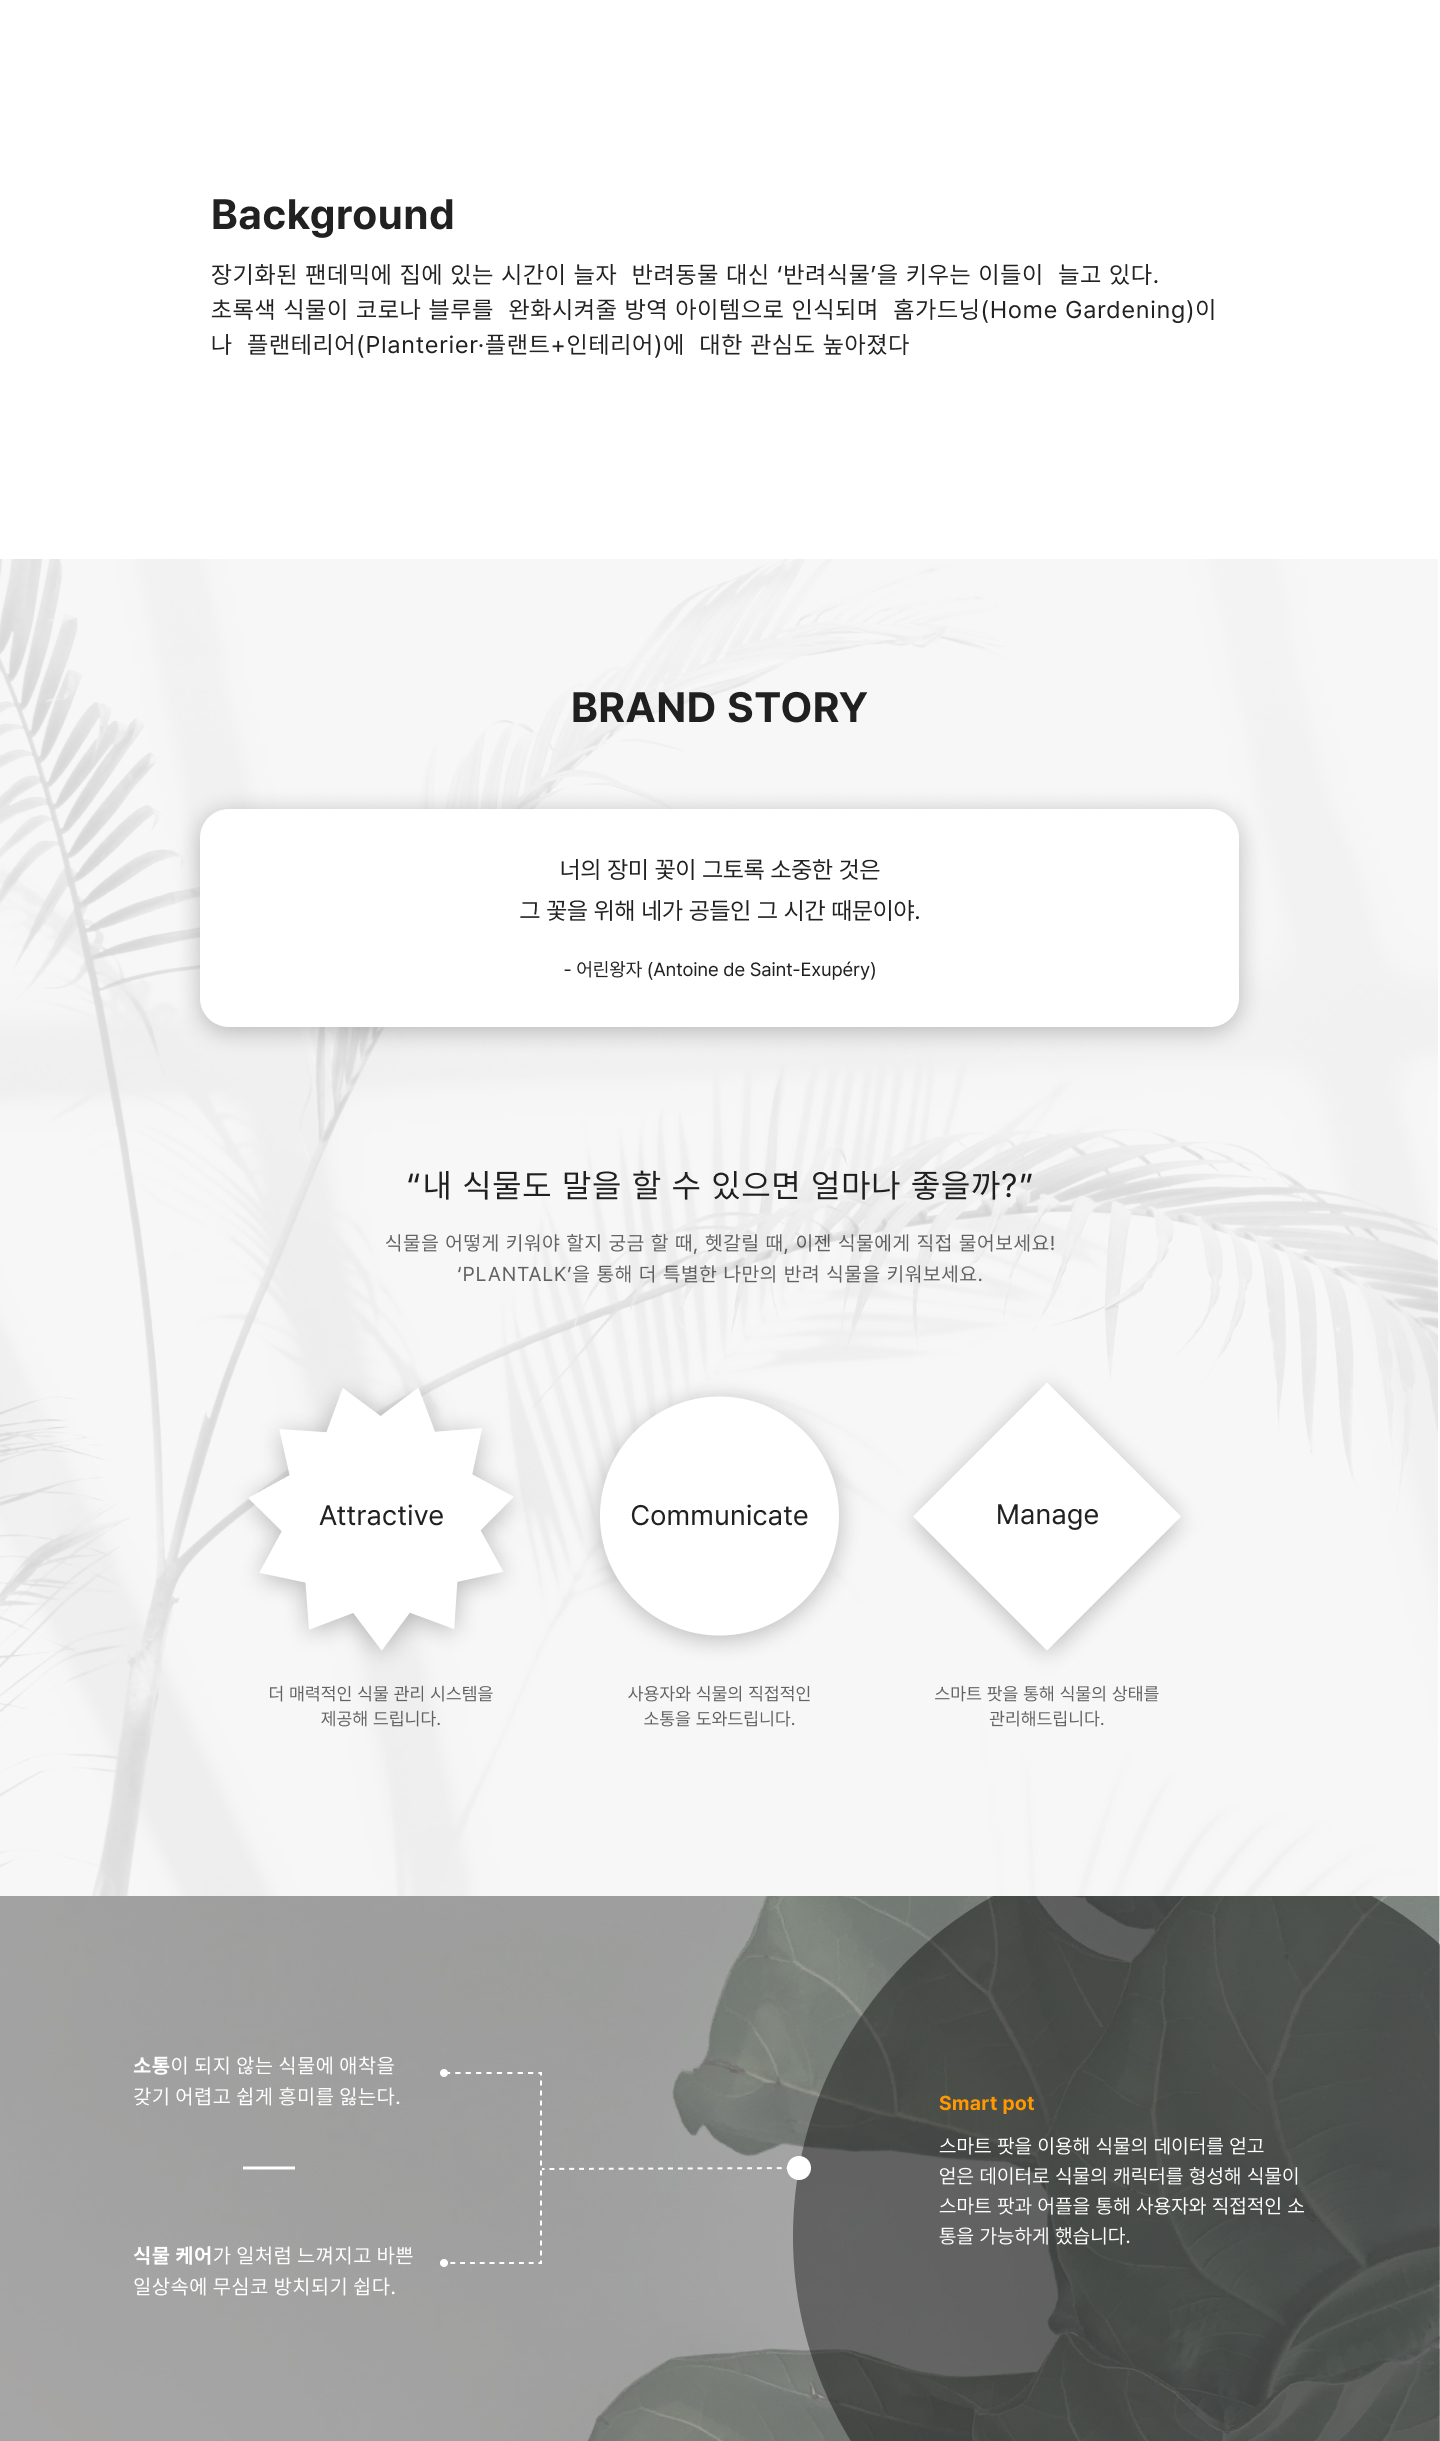 Background
장기화된 팬데믹에 집에 있는 시간이 늘자 반려동물 대신 ‘반려식물’을 키우는 이들이 늘고 있다.
초록색 식물이 코로나 블루를 완화시켜줄 방역 아이템으로 인식되며 홈가드닝(Home Gardening)이
나 플랜테리어(Planterier·플랜트+인테리어)에 대한 관심도 높아졌다
BRAND STORY
너의 장미 꽃이 그토록 소중한 것은
그 꽃을 위해 네가 공들인 그 시간 때문이야.
- 어린왕자 (Antoine de Saint-Exupéry)
“내 식물도 말을 할 수 있으면 얼마나 좋을까?”
식물을 어떻게 키워야 할지 궁금 할 때, 헷갈릴 때, 이젠 식물에게 직접 물어보세요!
‘PLANTALK’을 통해 더 특별한 나만의 반려 식물을 키워보세요.
Attractive
더 매력적인 식물 관리 시스템을
제공해 드립니다.
Communicate
사용자와 식물의 직접적인
소통을 도와드립니다.
Manage
스마트 팟을 통해 식물의 상태를
관리해드립니다.
소통이 되지 않는 식물에 애착을
갖기 어렵고 쉽게 흥미를 잃는다.
식물 케어가 일처럼 느껴지고 바쁜
일상속에 무심코 방치되기 쉽다.
Smart pot
스마트 팟을 이용해 식물의 데이터를 얻고
얻은 데이터로 식물의 캐릭터를 형성해 식물이
스마트 팟과 어플을 통해 사용자와 직접적인 소
통을 가능하게 했습니다.